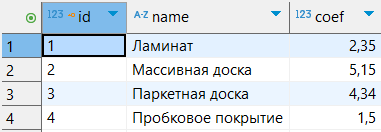 123 id A-Z name 123 coef
1 1 Ламинат 2,35
2 2 Массивная доска 5,15
3 3 Паркетная доска 4,34
4 4 Пробковое покрытие 1,5